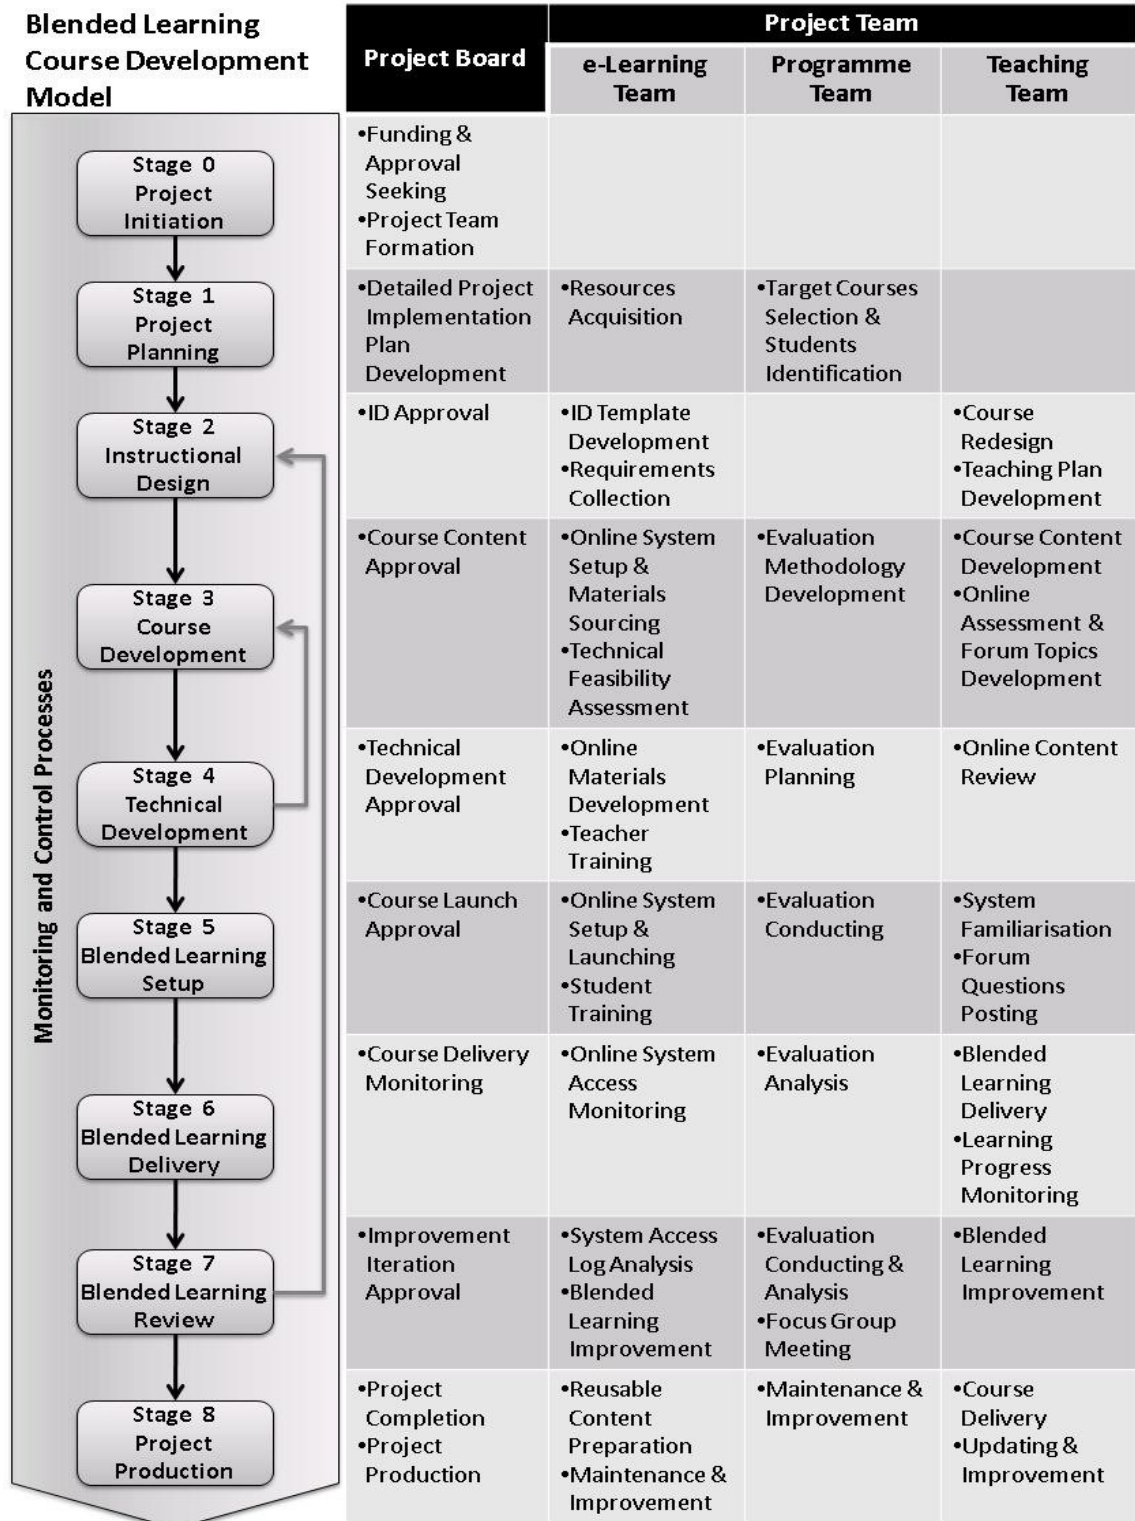 Blended Learning
Course Development
Model
Project Board
Project Team
e-Learning
Team
Programme
Team
Teaching
Team
Monitoring and Control Processes
Stage 0
Project
Initiation
•Funding &
Approval
Seeking
•Project Team
Formation
Stage 1
Project
Planning
•Detailed Project
Implementation
Plan
Development
•Resources
Acquisition
•Target Courses
Selection &
Students
Identification
Stage 2
Instructional
Design
•ID Approval
•ID Template
Development
•Requirements
Collection
•Course
Redesign
•Teaching Plan
Development
Stage 3
Course
Development
•Course Content
Approval
•Online System
Setup &
Materials
Sourcing
•Technical
Feasibility
Assessment
•Evaluation
Methodology
Development
•Course Content
Development
•Online
Assessment &
Forum Topics
Development
Stage 4
Technical
Development
•Technical
Development
Approval
•Online
Materials
Development
•Teacher
Training
•Evaluation
Planning
•Online Content
Review
Stage 5
Blended Learning
Setup
•Course Launch
Approval
•Online System
Setup &
Launching
•Student
Training
•Evaluation
Conducting
•System
Familiarisation
•Forum
Questions
Posting
Stage 6
Blended Learning
Delivery
•Course Delivery
Monitoring
•Online System
Access
Monitoring
•Evaluation
Analysis
•Blended
Learning
Delivery
•Learning
Progress
Monitoring
Stage 7
Blended Learning
Review
•Improvement
Iteration
Approval
•System Access
Log Analysis
•Blended
Learning
Improvement
•Evaluation
Conducting &
Analysis
•Focus Group
Meeting
•Blended
Learning
Improvement
Stage 8
Project
Production
•Project
Completion
•Project
Production
•Reusable
Content
Preparation
•Maintenance &
Improvement
•Maintenance &
Improvement
•Course
Delivery
•Updating &
Improvement